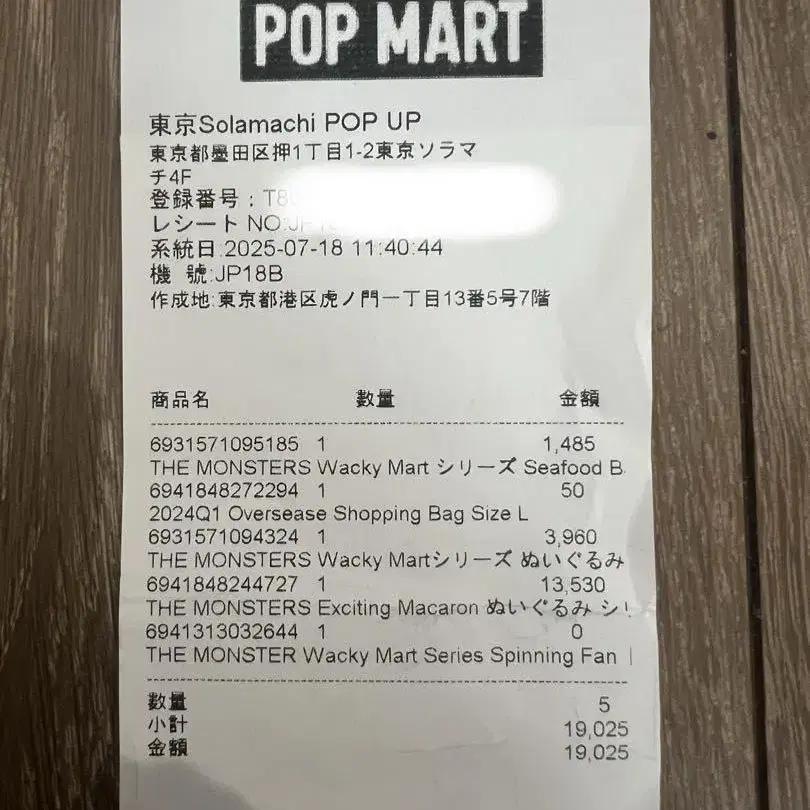 POP MART
東京Solamachi POP UP
東京都墨田区押1丁目1-2東京ソラマ
チ4F
登録番号：T8
レシート NO:JP
系統日:2025-07-18 11:40:44
機 號:JP18B
作成地:東京都港区虎ノ門一丁目13番5号7階
商品名 数量 金額
6931571095185 1 1,485
THE MONSTERS Wacky Mart シリーズ Seafood B
6941848272294 1 50
2024Q1 Oversease Shopping Bag Size L
6931571094324 1 3,960
THE MONSTERS Wacky Martシリーズ ぬいぐるみ
6941848244727 1 13,530
THE MONSTERS Exciting Macaron ぬいぐるみ シリ
6941313032644 1 0
THE MONSTER Wacky Mart Series Spinning Fan
数量 5
小計 19,025
金額 19,025